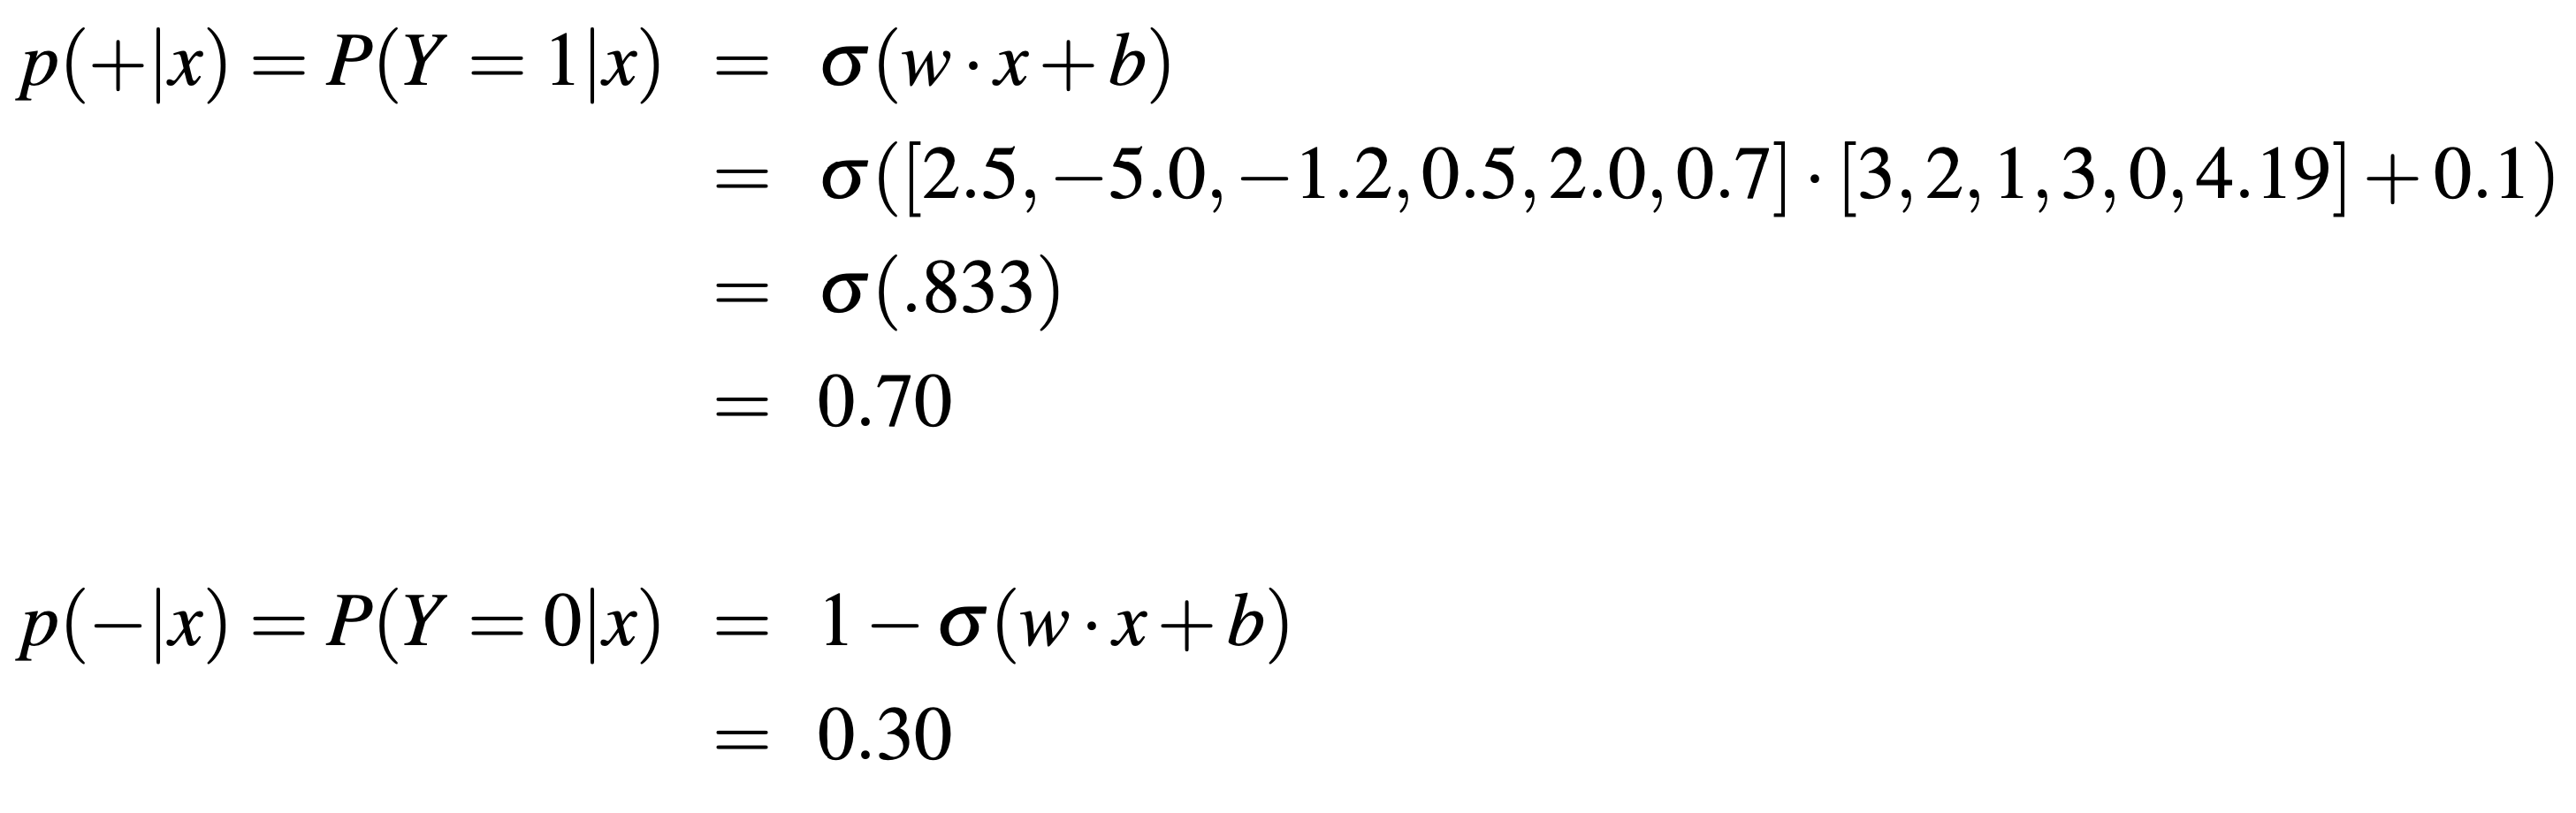 p(+|x) = P(Y = 1|x) = σ(w · x + b)
= σ([2.5, −5.0, −1.2, 0.5, 2.0, 0.7] · [3, 2, 1, 3, 0, 4.19] + 0.1)
= σ(.833)
= 0.70
p(−|x) = P(Y = 0|x) = 1 − σ(w · x + b)
= 0.30